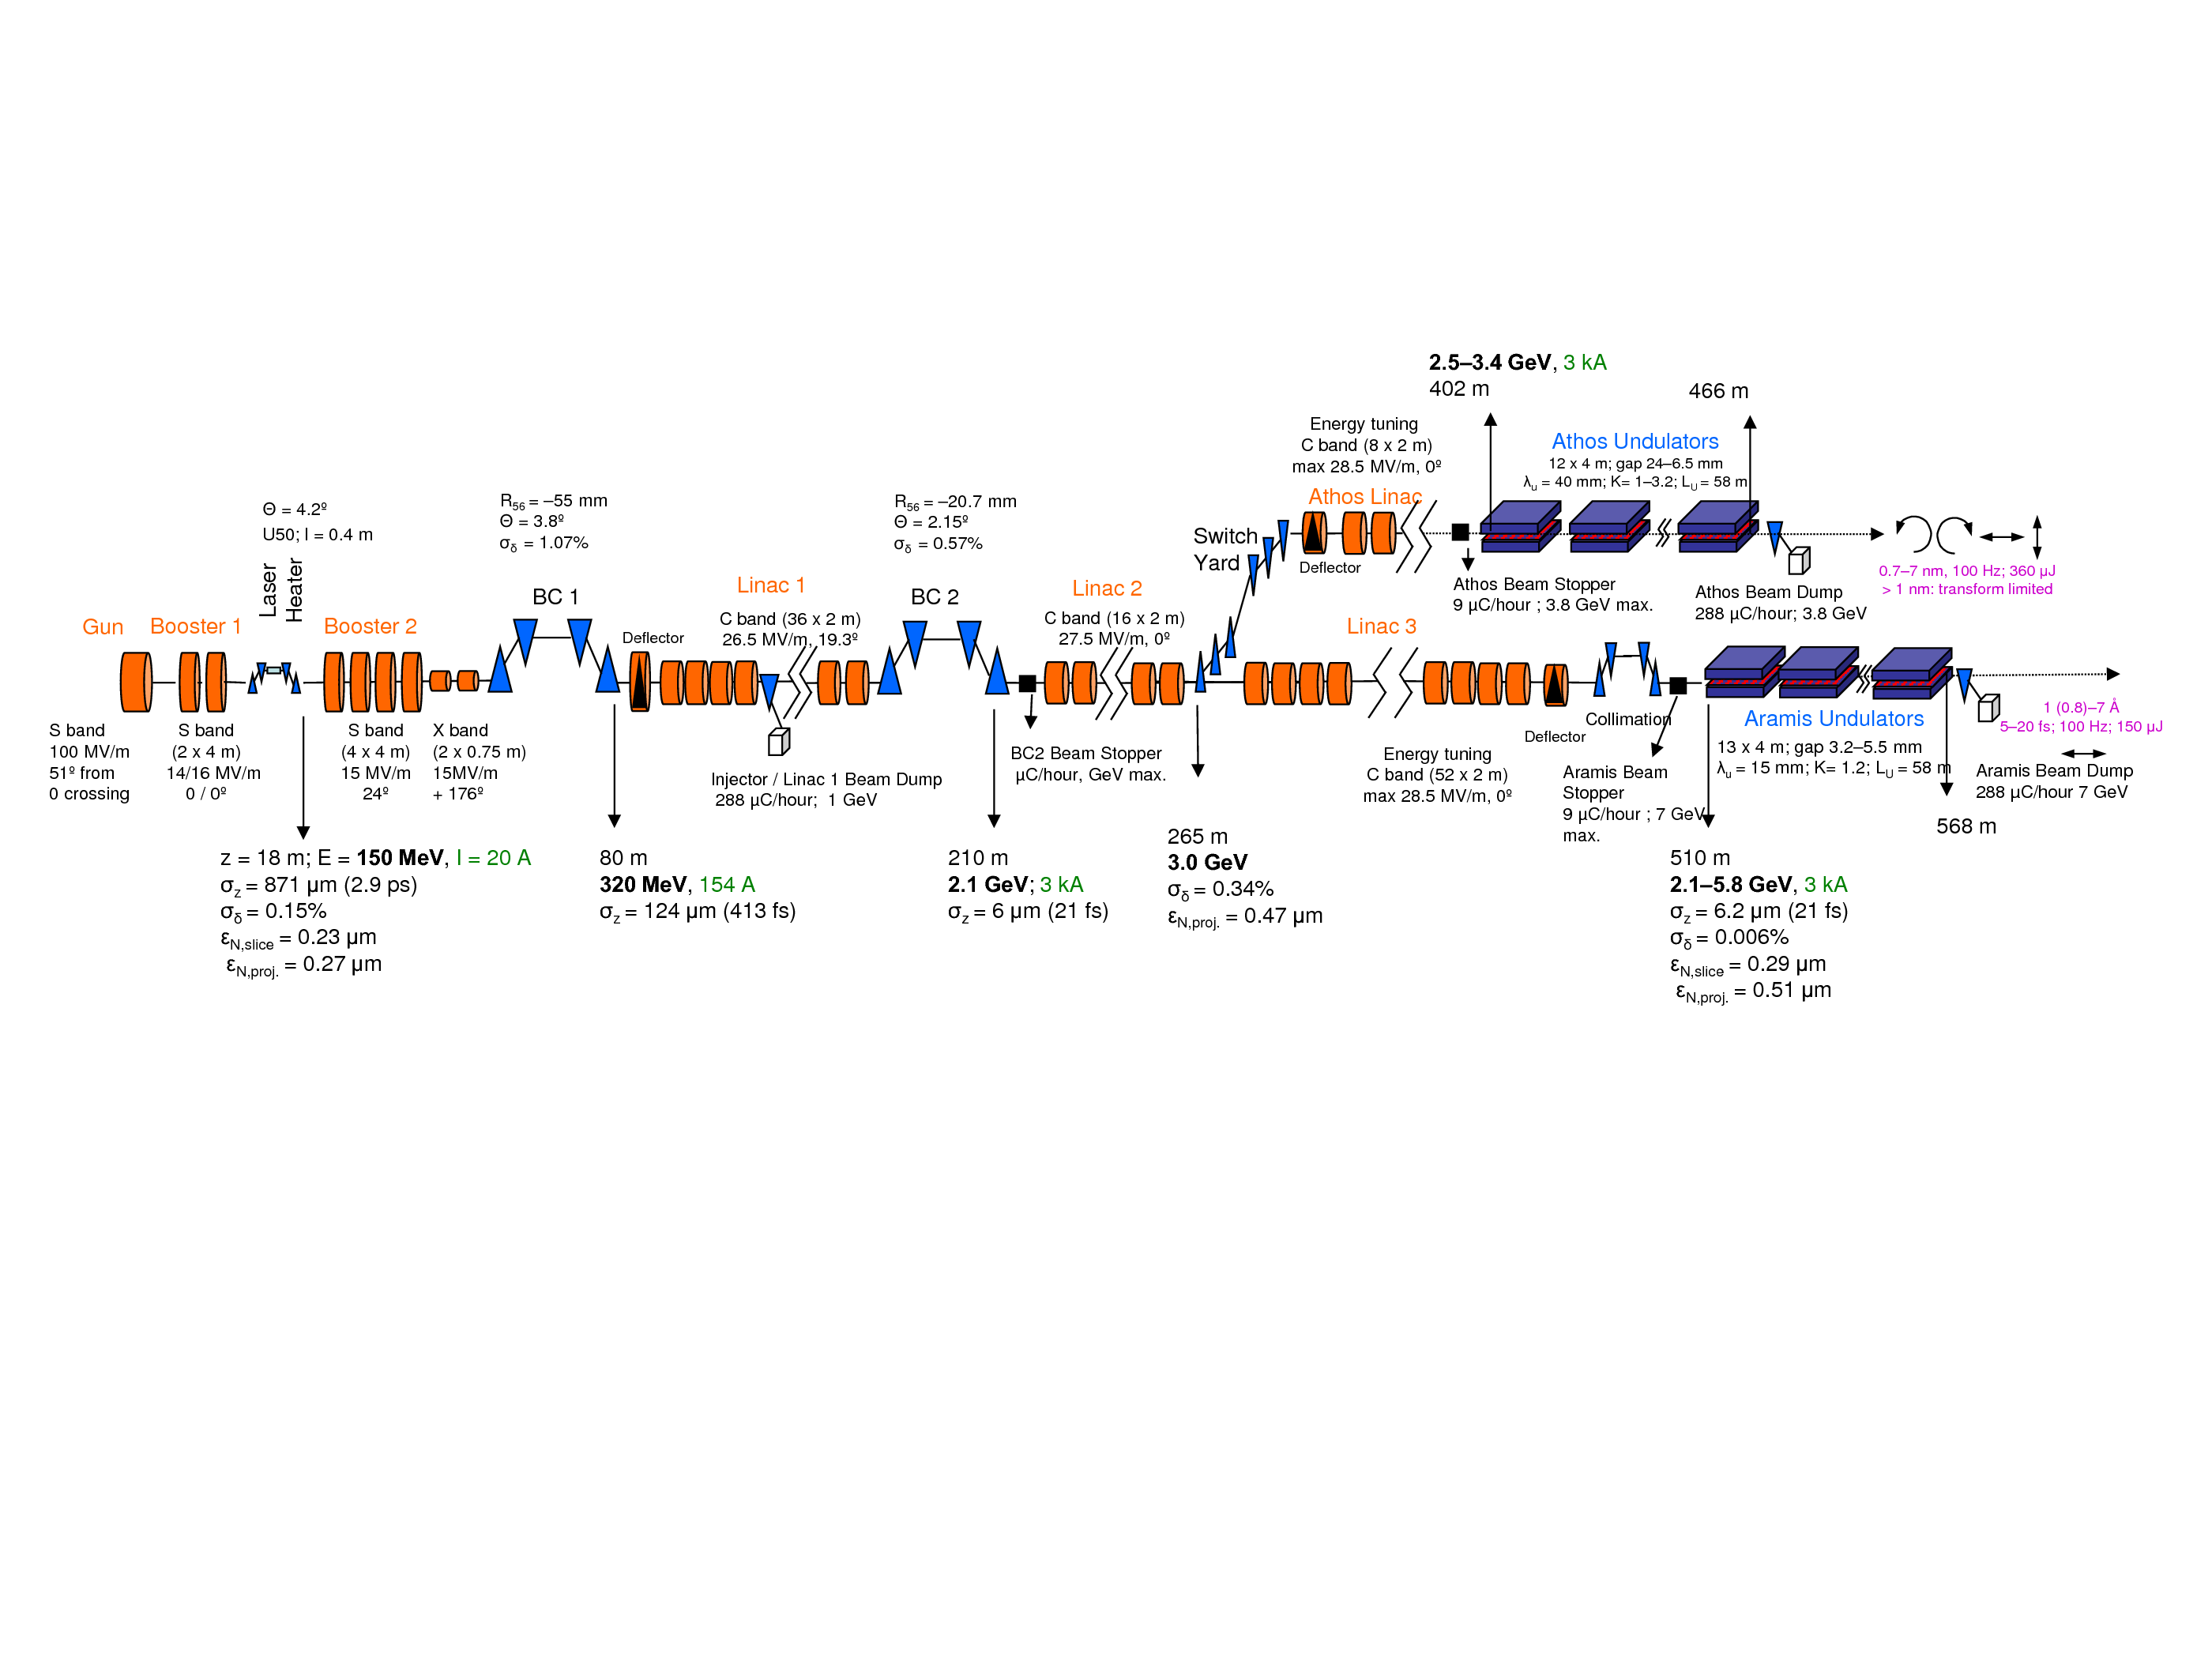 2.5–3.4 GeV, 3 kA
402 m
466 m
Energy tuning
C band (8 x 2 m)
max 28.5 MV/m, 0º
Athos Linac
Athos Undulators
12 x 4 m; gap 24–6.5 mm
λu = 40 mm; K= 1–3.2; LU = 58 m
Θ = 4.2º
U50; l = 0.4 m
Laser
Heater
R56 = –55 mm
Θ = 3.8º
σδ = 1.07%
BC 1
R56 = –20.7 mm
Θ = 2.15º
σδ = 0.57%
BC 2
Switch
Yard
Deflector
Athos Beam Stopper
9 µC/hour ; 3.8 GeV max.
Athos Beam Dump
288 µC/hour; 3.8 GeV
0.7–7 nm, 100 Hz; 360 µJ
> 1 nm: transform limited
Gun
Booster 1
Booster 2
Deflector
Linac 1
C band (36 x 2 m)
26.5 MV/m, 19.3º
Linac 2
C band (16 x 2 m)
27.5 MV/m, 0º
Linac 3
S band
100 MV/m
51º from
0 crossing
S band
(2 x 4 m)
14/16 MV/m
0 / 0º
S band
(4 x 4 m)
15 MV/m
24º
X band
(2 x 0.75 m)
15MV/m
+ 176º
Injector / Linac 1 Beam Dump
288 µC/hour; 1 GeV
BC2 Beam Stopper
µC/hour, GeV max.
Energy tuning
C band (52 x 2 m)
max 28.5 MV/m, 0º
Deflector
Collimation
Aramis Beam
Stopper
9 µC/hour ; 7 GeV
max.
Aramis Undulators
13 x 4 m; gap 3.2–5.5 mm
λu = 15 mm; K= 1.2; LU = 58 m
1 (0.8)–7 Å
5–20 fs; 100 Hz; 150 µJ
Aramis Beam Dump
288 µC/hour 7 GeV
568 m
z = 18 m; E = 150 MeV, I = 20 A
σz = 871 µm (2.9 ps)
σδ = 0.15%
εN,slice = 0.23 µm
εN,proj. = 0.27 µm
80 m
320 MeV, 154 A
σz = 124 µm (413 fs)
210 m
2.1 GeV; 3 kA
σz = 6 µm (21 fs)
265 m
3.0 GeV
σδ = 0.34%
εN,proj. = 0.47 µm
510 m
2.1–5.8 GeV, 3 kA
σz = 6.2 µm (21 fs)
σδ = 0.006%
εN,slice = 0.29 µm
εN,proj. = 0.51 µm